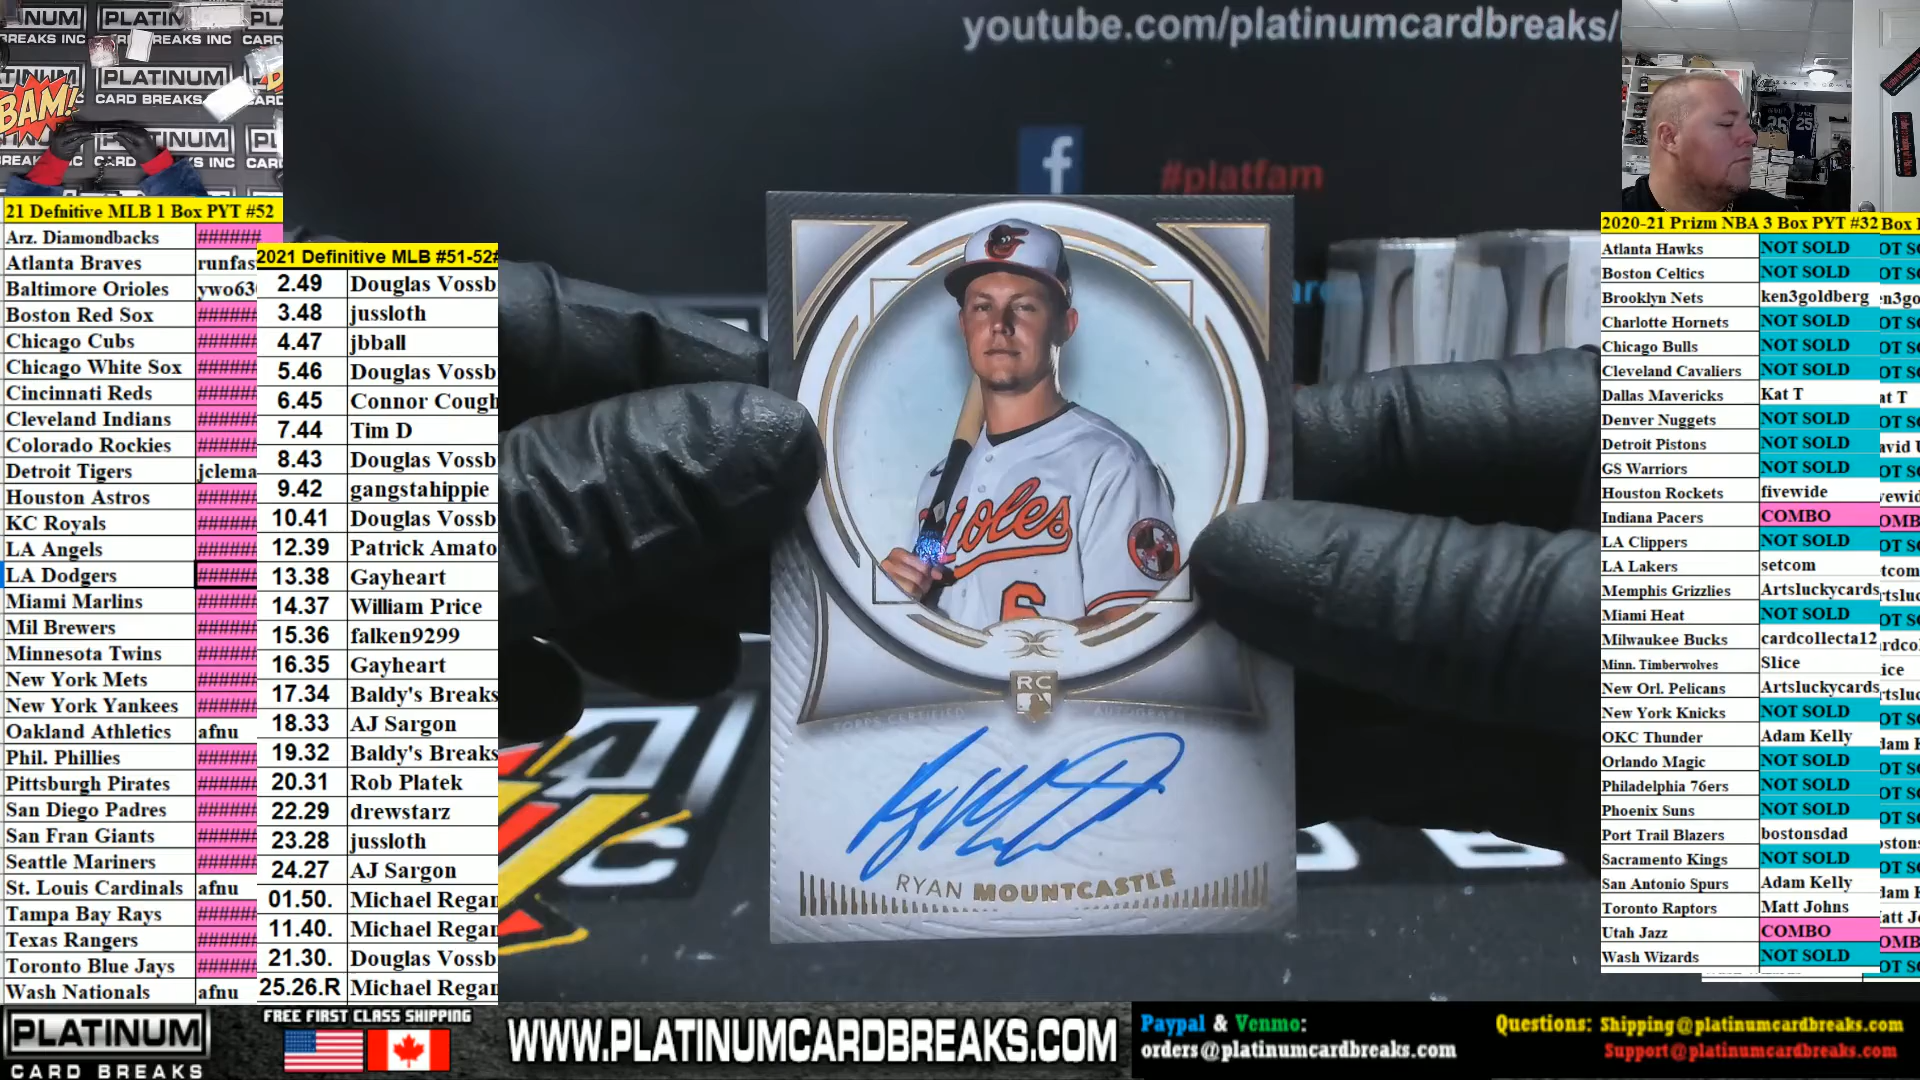 youtube.com/platinumcardbreaks/
f
#platfam
PLATINUM
CARD BREAKS INC
BAM!
PLATINUM
21 Defnitive MLB 1 Box PYT #52
Arz. Diamondbacks ######
Atlanta Braves runfas
Baltimore Orioles ywo63
Boston Red Sox ######
Chicago Cubs ######
Chicago White Sox ######
Cincinnati Reds ######
Cleveland Indians ######
Colorado Rockies ######
Detroit Tigers jclema
Houston Astros ######
KC Royals ######
LA Angels ######
LA Dodgers ######
Miami Marlins ######
Mil Brewers ######
Minnesota Twins ######
New York Mets ######
New York Yankees ######
Oakland Athletics afnu
Phil. Phillies ######
Pittsburgh Pirates ######
San Diego Padres ######
San Fran Giants ######
Seattle Mariners ######
St. Louis Cardinals afnu
Tampa Bay Rays ######
Texas Rangers ######
Toronto Blue Jays ######
Wash Nationals afnu
2021 Definitive MLB #51-52#
2.49 Douglas Vossb
3.48 jussloth
4.47 jbball
5.46 Douglas Vossb
6.45 Connor Cough
7.44 Tim D
8.43 Douglas Vossb
9.42 gangstahippie
10.41 Douglas Vossb
12.39 Patrick Amato
13.38 Gayheart
14.37 William Price
15.36 falken9299
16.35 Gayheart
17.34 Baldy's Breaks
18.33 AJ Sargon
19.32 Baldy's Breaks
20.31 Rob Platek
22.29 drewstarz
23.28 jussloth
24.27 AJ Sargon
01.50. Michael Regan
11.40. Michael Regan
21.30. Douglas Vossb
25.26.R Michael Regan
Orioles
6
RC
TOPPS CERTIFIED AUTOGRAPH
RYAN MOUNTCASTLE
26 25
2020-21 Prizm NBA 3 Box PYT #32
Atlanta Hawks NOT SOLD
Boston Celtics NOT SOLD
Brooklyn Nets ken3goldberg
Charlotte Hornets NOT SOLD
Chicago Bulls NOT SOLD
Cleveland Cavaliers NOT SOLD
Dallas Mavericks Kat T
Denver Nuggets NOT SOLD
Detroit Pistons NOT SOLD
GS Warriors NOT SOLD
Houston Rockets fivewide
Indiana Pacers COMBO
LA Clippers NOT SOLD
LA Lakers setcom
Memphis Grizzlies Artsluckycards
Miami Heat NOT SOLD
Milwaukee Bucks cardcollecta12
Minn. Timberwolves Slice
New Orl. Pelicans Artsluckycards
New York Knicks NOT SOLD
OKC Thunder Adam Kelly
Orlando Magic NOT SOLD
Philadelphia 76ers NOT SOLD
Phoenix Suns NOT SOLD
Port Trail Blazers bostonsdad
Sacramento Kings NOT SOLD
San Antonio Spurs Adam Kelly
Toronto Raptors Matt Johns
Utah Jazz COMBO
Wash Wizards NOT SOLD
PLATINUM
CARD BREAKS
FREE FIRST CLASS SHIPPING
WWW.PLATINUMCARDBREAKS.COM
Paypal & Venmo:
orders@platinumcardbreaks.com
Questions: Shipping@platinumcardbreaks.com
Support@platinumcardbreaks.com